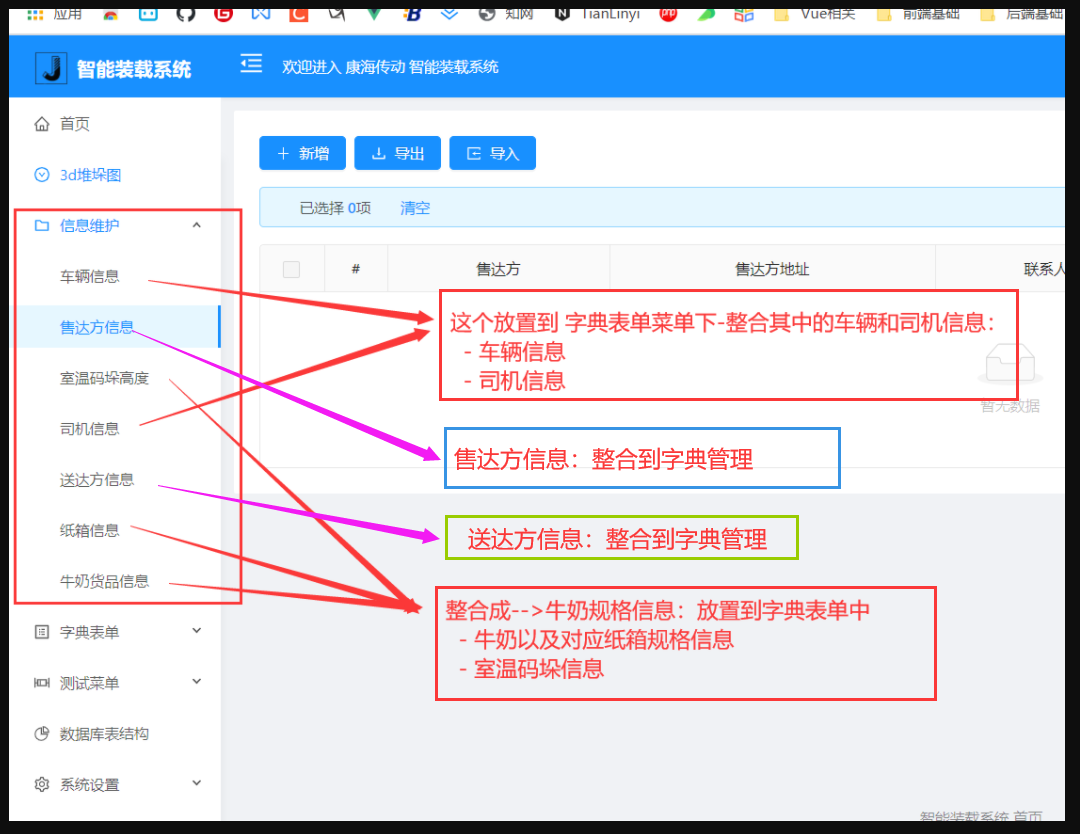 应用
知网
TianLinyi
Vue相关
前端基础
后端基础
智能装载系统
欢迎进入 康海传动 智能装载系统
首页
3d堆垛图
信息维护
车辆信息
售达方信息
室温码垛高度
司机信息
送达方信息
纸箱信息
牛奶货品信息
字典表单
测试菜单
数据库表结构
系统设置
新增
导出
导入
已选择 0项 清空
# 售达方 售达方地址 联系人
这个放置到 字典表单菜单下-整合其中的车辆和司机信息：
- 车辆信息
- 司机信息
暂无数据
售达方信息：整合到字典管理
送达方信息：整合到字典管理
整合成-->牛奶规格信息：放置到字典表单中
- 牛奶以及对应纸箱规格信息
- 室温码垛信息
智能装载系统 首页